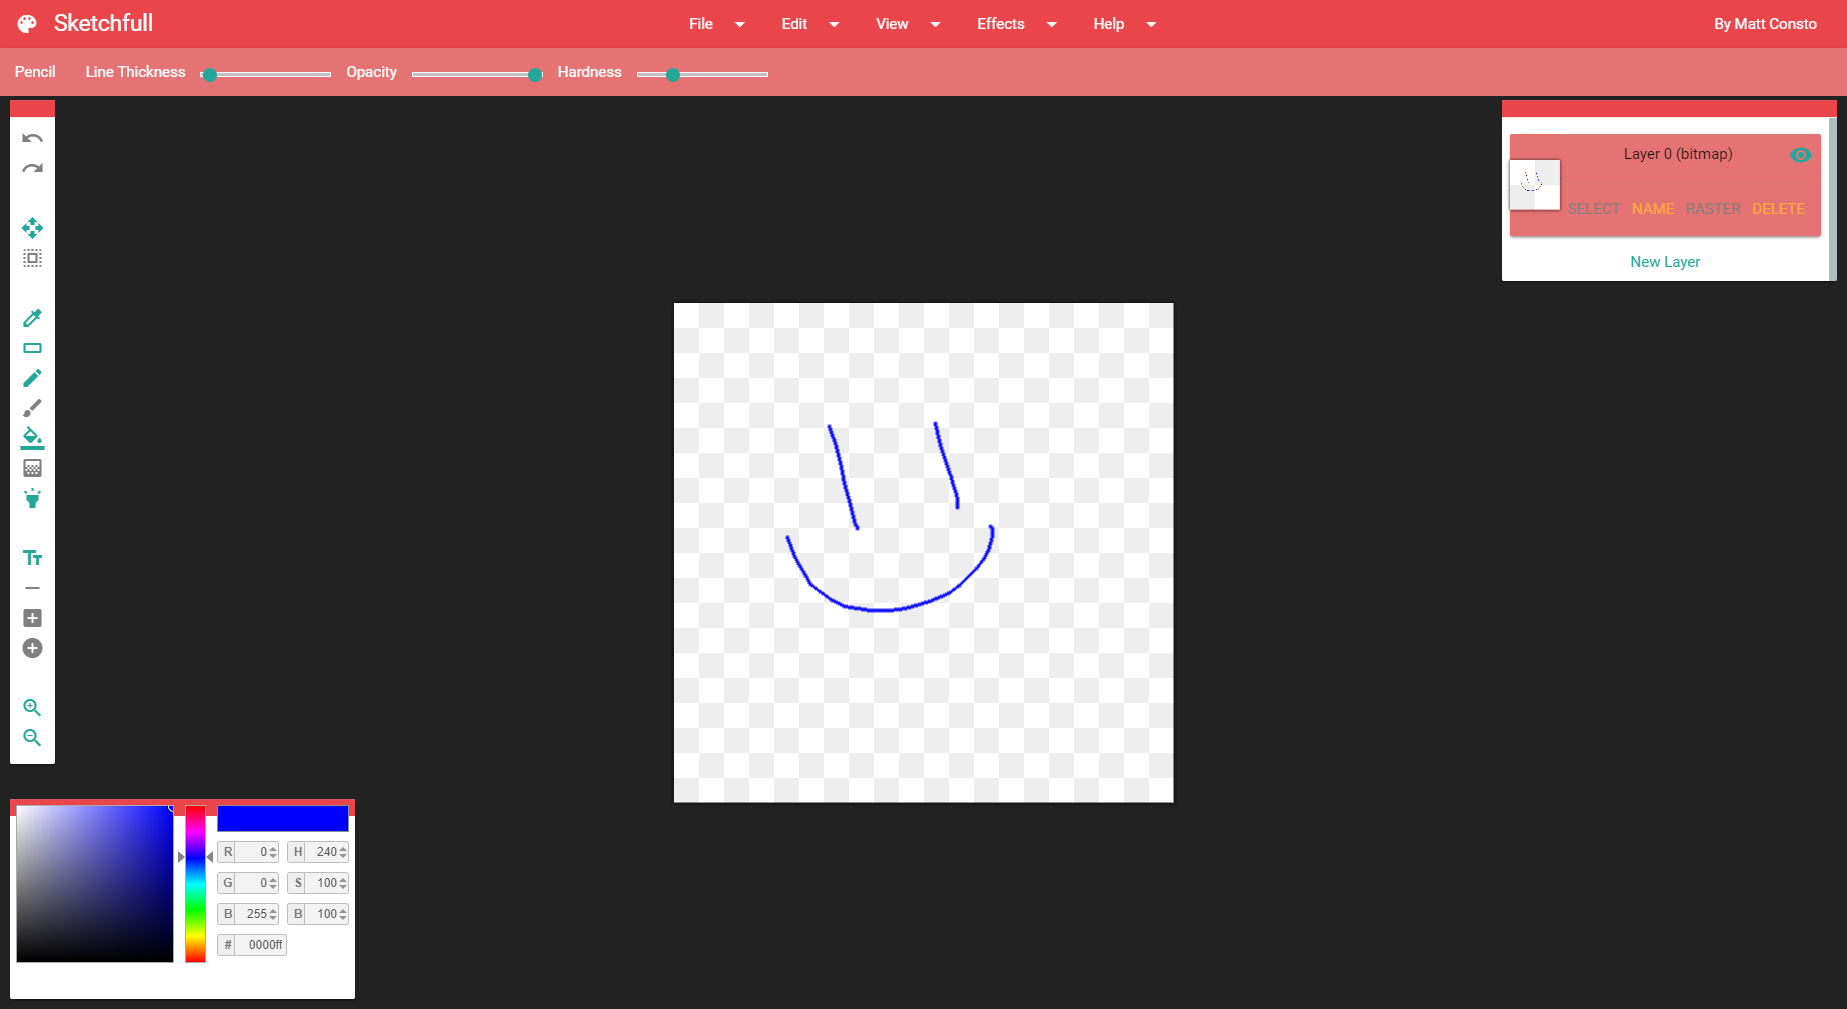 Sketchfull File Edit View Effects Help By Matt Consto
Pencil Line Thickness Opacity Hardness
Layer 0 (bitmap)
SELECT NAME RASTER DELETE
New Layer
R 0 H 240
G 0 S 100
B 255 B 100
# 0000ff